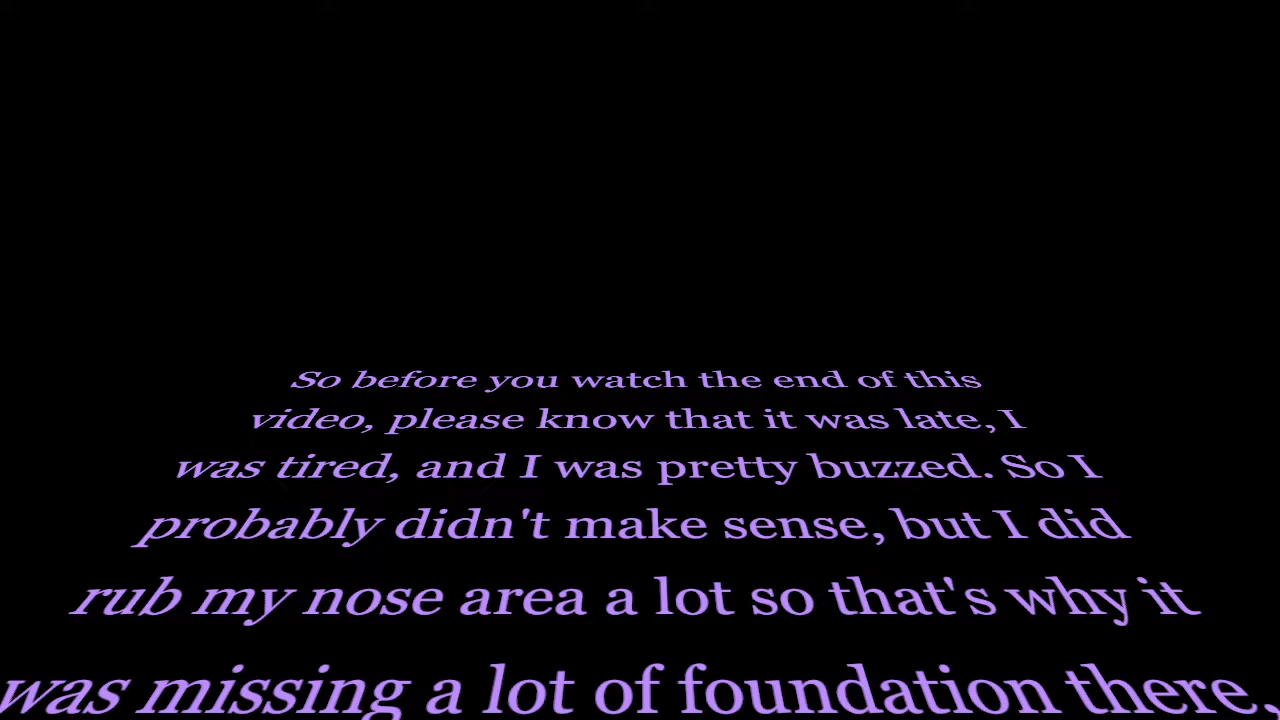 So before you watch the end of this
video, please know that it was late, I
was tired, and I was pretty buzzed. So I
probably didn't make sense, but I did
rub my nose area a lot so that's why it
was missing a lot of foundation there.